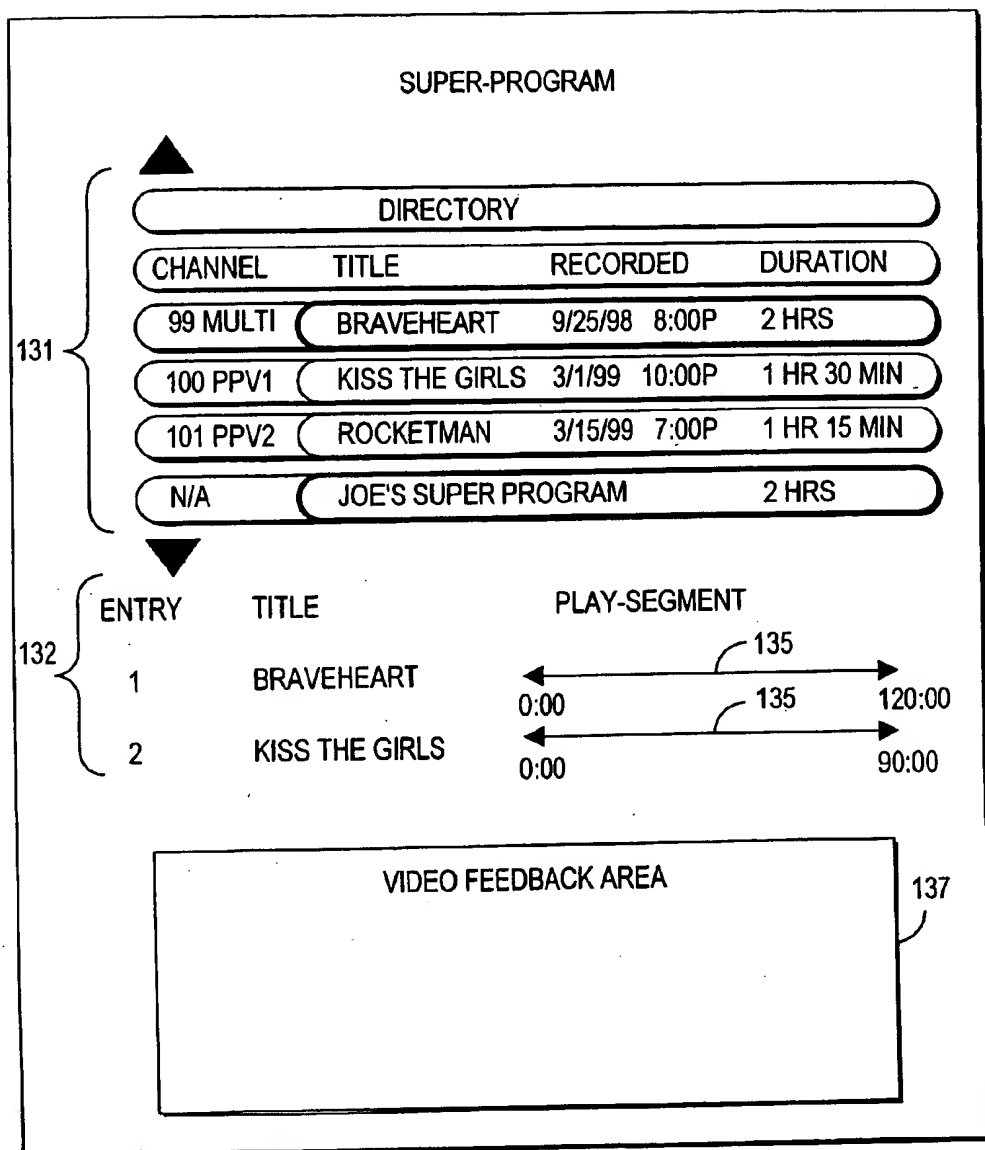 SUPER-PROGRAM
DIRECTORY
CHANNEL TITLE RECORDED DURATION
99 MULTI BRAVEHEART 9/25/98 8:00P 2 HRS
131
100 PPV1 KISS THE GIRLS 3/1/99 10:00P 1 HR 30 MIN
101 PPV2 ROCKETMAN 3/15/99 7:00P 1 HR 15 MIN
N/A JOE'S SUPER PROGRAM 2 HRS
ENTRY TITLE PLAY-SEGMENT
132
135
1 BRAVEHEART
0:00 120:00
135
2 KISS THE GIRLS
0:00 90:00
VIDEO FEEDBACK AREA
137